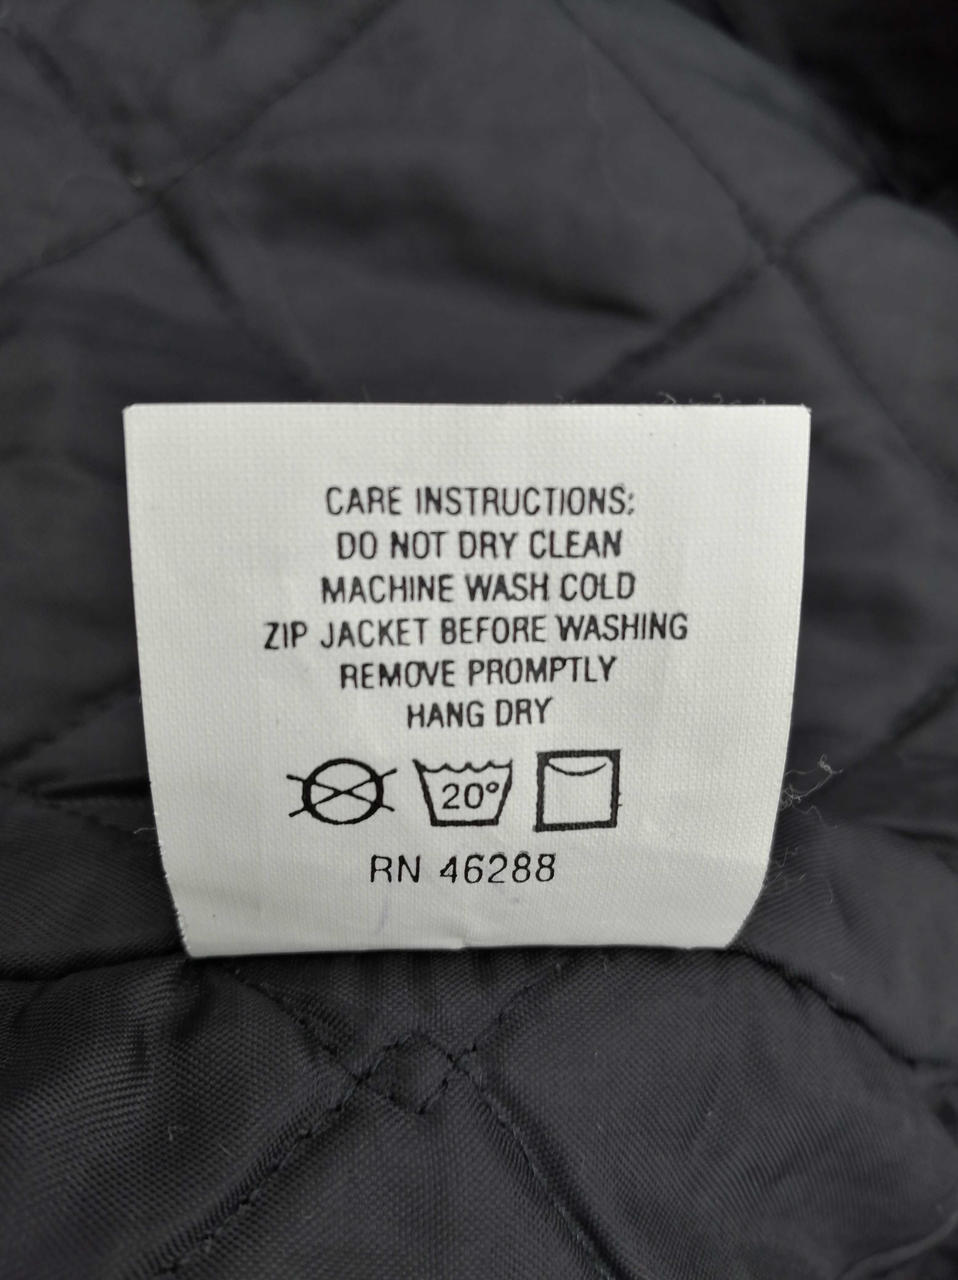 CARE INSTRUCTIONS:
DO NOT DRY CLEAN
MACHINE WASH COLD
ZIP JACKET BEFORE WASHING
REMOVE PROMPTLY
HANG DRY
20°
RN 46288